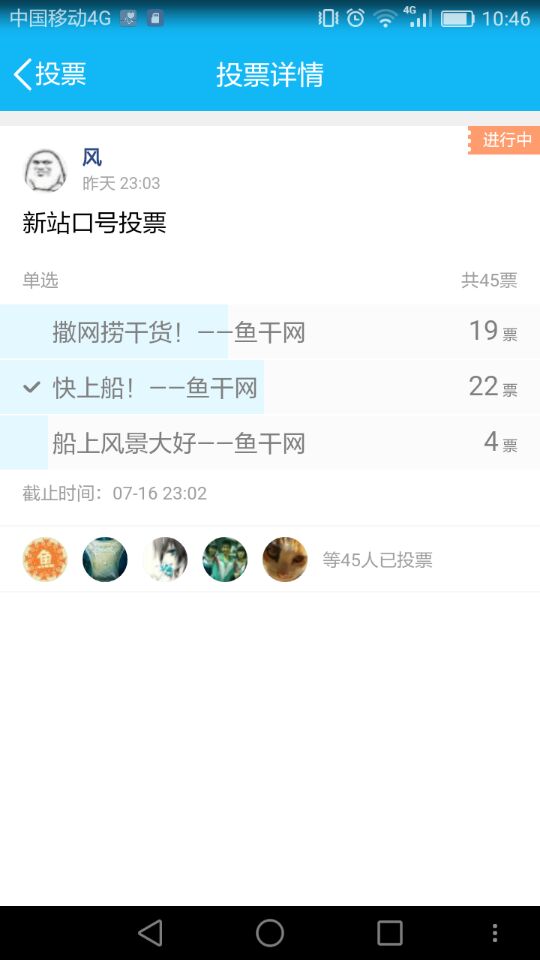 中国移动4G 4G 10:46
投票 投票详情
进行中
风
昨天 23:03
新站口号投票
单选 共45票
撒网捞干货！——鱼干网 19 票
快上船！——鱼干网 22 票
船上风景大好——鱼干网 4 票
截止时间：07-16 23:02
鱼 等45人已投票